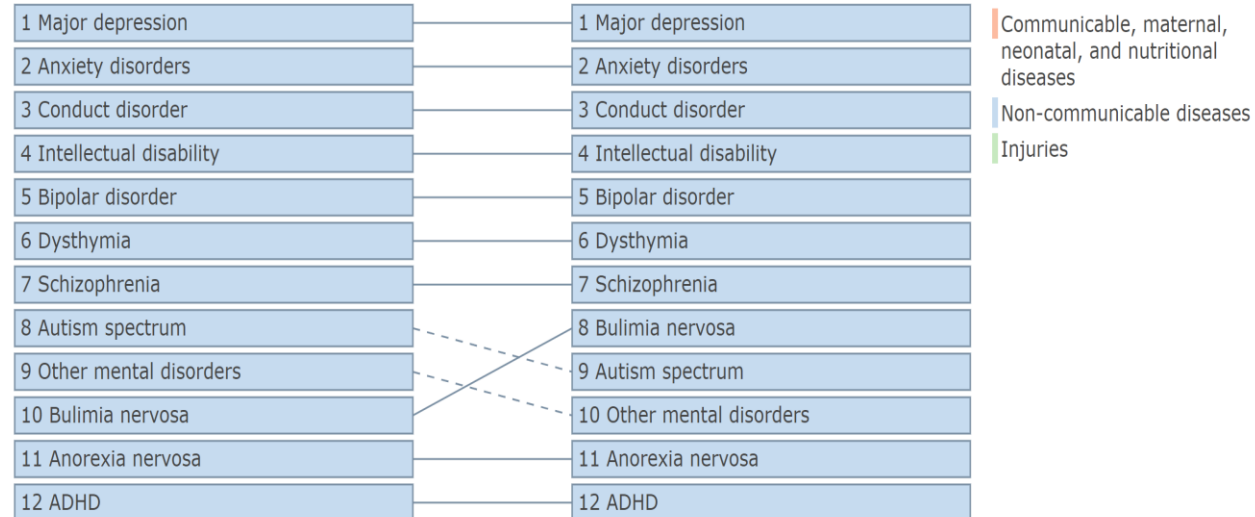 1 Major depression
2 Anxiety disorders
3 Conduct disorder
4 Intellectual disability
5 Bipolar disorder
6 Dysthymia
7 Schizophrenia
8 Autism spectrum
9 Other mental disorders
10 Bulimia nervosa
11 Anorexia nervosa
12 ADHD
1 Major depression
2 Anxiety disorders
3 Conduct disorder
4 Intellectual disability
5 Bipolar disorder
6 Dysthymia
7 Schizophrenia
8 Bulimia nervosa
9 Autism spectrum
10 Other mental disorders
11 Anorexia nervosa
12 ADHD
Communicable, maternal,
neonatal, and nutritional
diseases
Non-communicable diseases
Injuries